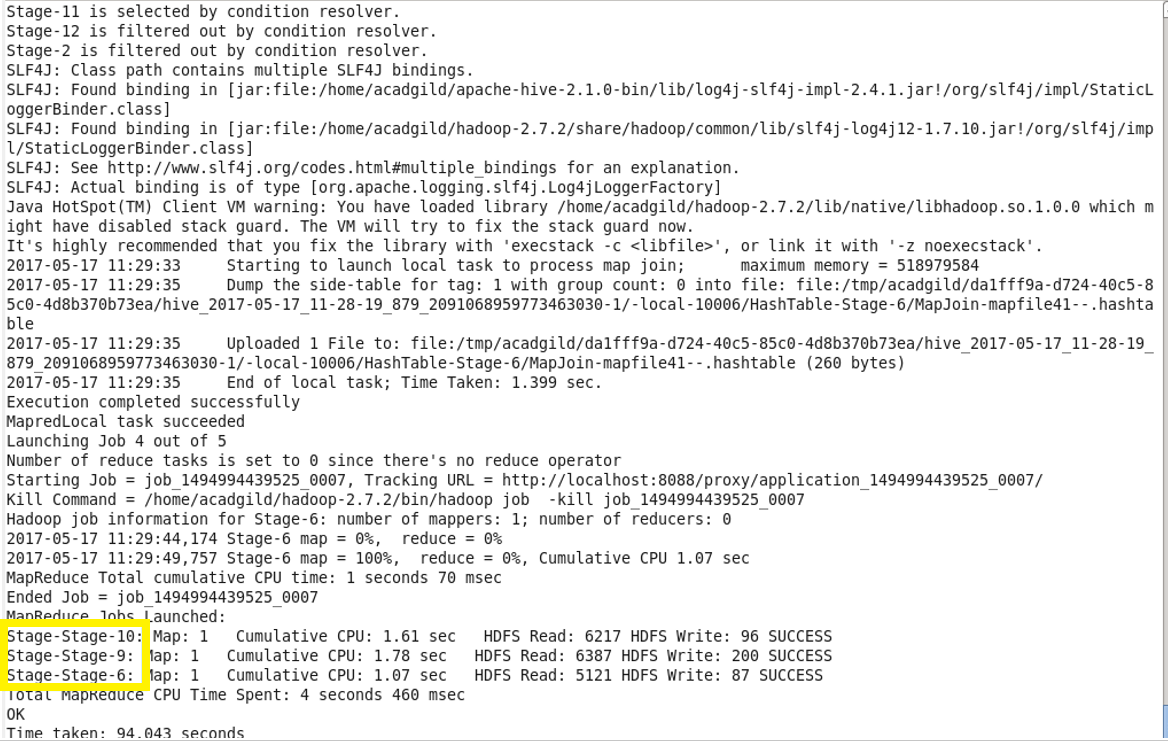 Stage-11 is selected by condition resolver.
Stage-12 is filtered out by condition resolver.
Stage-2 is filtered out by condition resolver.
SLF4J: Class path contains multiple SLF4J bindings.
SLF4J: Found binding in [jar:file:/home/acadgild/apache-hive-2.1.0-bin/lib/log4j-slf4j-impl-2.4.1.jar!/org/slf4j/impl/StaticL
oggerBinder.class]
SLF4J: Found binding in [jar:file:/home/acadgild/hadoop-2.7.2/share/hadoop/common/lib/slf4j-log4j12-1.7.10.jar!/org/slf4j/imp
l/StaticLoggerBinder.class]
SLF4J: See http://www.slf4j.org/codes.html#multiple_bindings for an explanation.
SLF4J: Actual binding is of type [org.apache.logging.slf4j.Log4jLoggerFactory]
Java HotSpot(TM) Client VM warning: You have loaded library /home/acadgild/hadoop-2.7.2/lib/native/libhadoop.so.1.0.0 which m
ight have disabled stack guard. The VM will try to fix the stack guard now.
It's highly recommended that you fix the library with 'execstack -c <libfile>', or link it with '-z noexecstack'.
2017-05-17 11:29:33     Starting to launch local task to process map join;      maximum memory = 518979584
2017-05-17 11:29:35     Dump the side-table for tag: 1 with group count: 0 into file: file:/tmp/acadgild/da1fff9a-d724-40c5-8
5c0-4d8b370b73ea/hive_2017-05-17_11-28-19_879_2091068959773463030-1/-local-10006/HashTable-Stage-6/MapJoin-mapfile41--.hashta
ble
2017-05-17 11:29:35     Uploaded 1 File to: file:/tmp/acadgild/da1fff9a-d724-40c5-85c0-4d8b370b73ea/hive_2017-05-17_11-28-19_
879_2091068959773463030-1/-local-10006/HashTable-Stage-6/MapJoin-mapfile41--.hashtable (260 bytes)
2017-05-17 11:29:35     End of local task; Time Taken: 1.399 sec.
Execution completed successfully
MapredLocal task succeeded
Launching Job 4 out of 5
Number of reduce tasks is set to 0 since there's no reduce operator
Starting Job = job_1494994439525_0007, Tracking URL = http://localhost:8088/proxy/application_1494994439525_0007/
Kill Command = /home/acadgild/hadoop-2.7.2/bin/hadoop job  -kill job_1494994439525_0007
Hadoop job information for Stage-6: number of mappers: 1; number of reducers: 0
2017-05-17 11:29:44,174 Stage-6 map = 0%,  reduce = 0%
2017-05-17 11:29:49,757 Stage-6 map = 100%,  reduce = 0%, Cumulative CPU 1.07 sec
MapReduce Total cumulative CPU time: 1 seconds 70 msec
Ended Job = job_1494994439525_0007
MapReduce Jobs Launched:
Stage-Stage-10: Map: 1   Cumulative CPU: 1.61 sec   HDFS Read: 6217 HDFS Write: 96 SUCCESS
Stage-Stage-9: Map: 1   Cumulative CPU: 1.78 sec   HDFS Read: 6387 HDFS Write: 200 SUCCESS
Stage-Stage-6: Map: 1   Cumulative CPU: 1.07 sec   HDFS Read: 5121 HDFS Write: 87 SUCCESS
Total MapReduce CPU Time Spent: 4 seconds 460 msec
OK
Time taken: 94.043 seconds